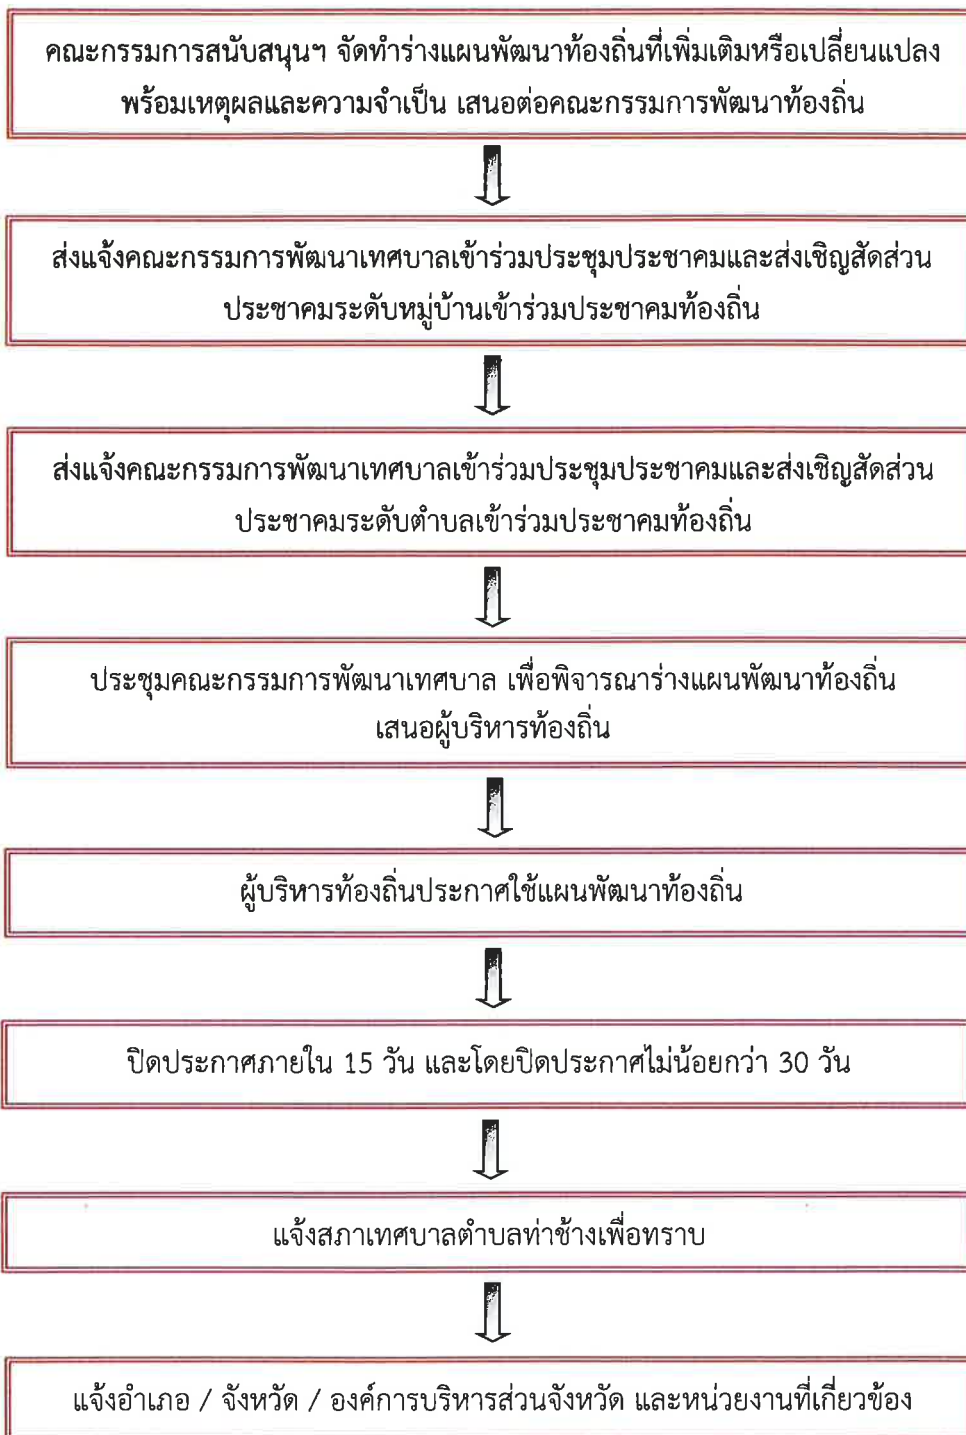 คณะกรรมการสนับสนุนฯ จัดทำร่างแผนพัฒนาท้องถิ่นที่เพิ่มเติมหรือเปลี่ยนแปลง
พร้อมเหตุผลและความจำเป็น เสนอต่อคณะกรรมการพัฒนาท้องถิ่น
ส่งแจ้งคณะกรรมการพัฒนาเทศบาลเข้าร่วมประชุมประชาคมและส่งเชิญสัดส่วน
ประชาคมระดับหมู่บ้านเข้าร่วมประชาคมท้องถิ่น
ส่งแจ้งคณะกรรมการพัฒนาเทศบาลเข้าร่วมประชุมประชาคมและส่งเชิญสัดส่วน
ประชาคมระดับตำบลเข้าร่วมประชาคมท้องถิ่น
ประชุมคณะกรรมการพัฒนาเทศบาล เพื่อพิจารณาร่างแผนพัฒนาท้องถิ่น
เสนอผู้บริหารท้องถิ่น
ผู้บริหารท้องถิ่นประกาศใช้แผนพัฒนาท้องถิ่น
ปิดประกาศภายใน 15 วัน และโดยปิดประกาศไม่น้อยกว่า 30 วัน
แจ้งสภาเทศบาลตำบลท่าช้างเพื่อทราบ
แจ้งอำเภอ / จังหวัด / องค์การบริหารส่วนจังหวัด และหน่วยงานที่เกี่ยวข้อง